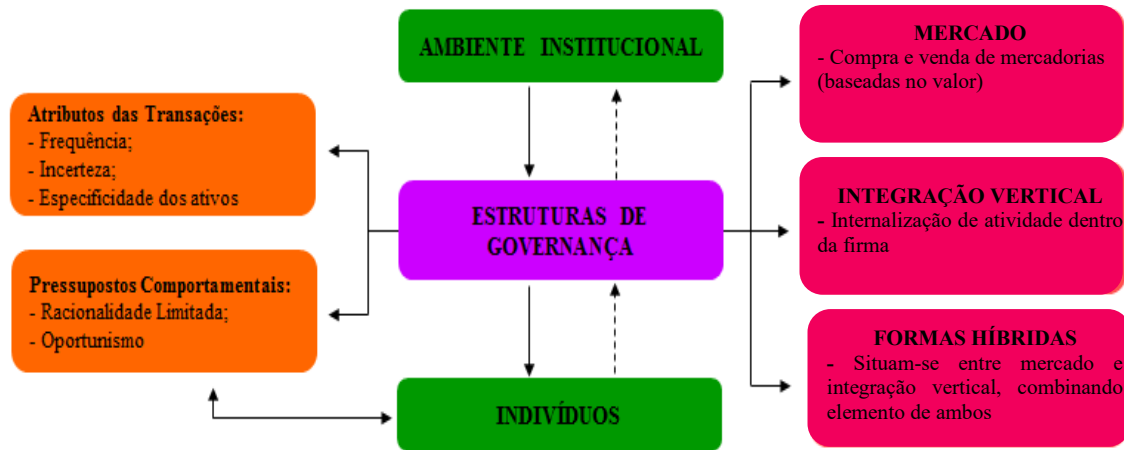 AMBIENTE INSTITUCIONAL
Atributos das Transações:
- Frequência;
- Incerteza;
- Especificidade dos ativos
Pressupostos Comportamentais:
- Racionalidade Limitada;
- Oportunismo
ESTRUTURAS DE
GOVERNANÇA
INDIVÍDUOS
MERCADO
- Compra e venda de mercadorias
(baseadas no valor)
INTEGRAÇÃO VERTICAL
- Internalização de atividade dentro
da firma
FORMAS HÍBRIDAS
- Situam-se entre mercado e
integração vertical, combinando
elemento de ambos